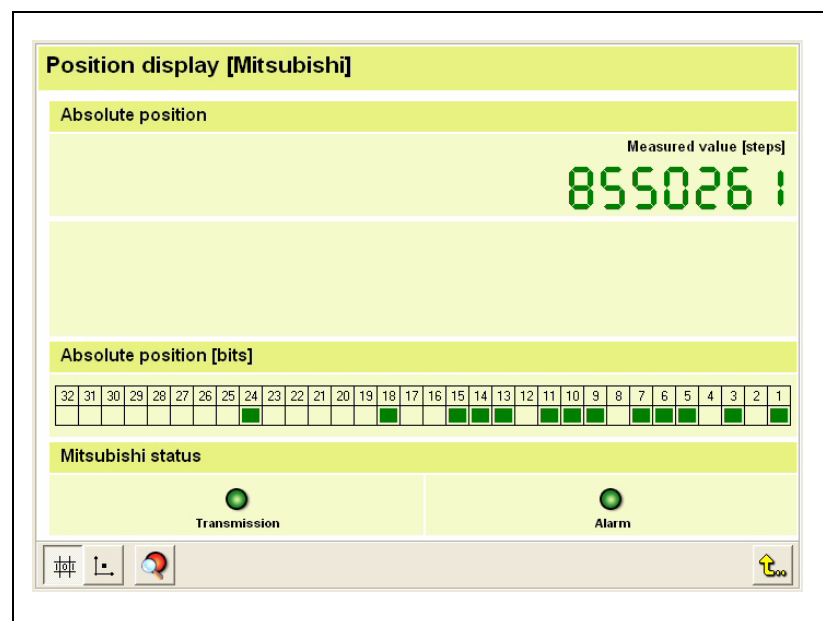 Position display [Mitsubishi]
Absolute position
Measured value [steps]
8550261
Absolute position [bits]
32 31 30 29 28 27 26 25 24 23 22 21 20 19 18 17 16 15 14 13 12 11 10 9 8 7 6 5 4 3 2 1
Mitsubishi status
Transmission Alarm